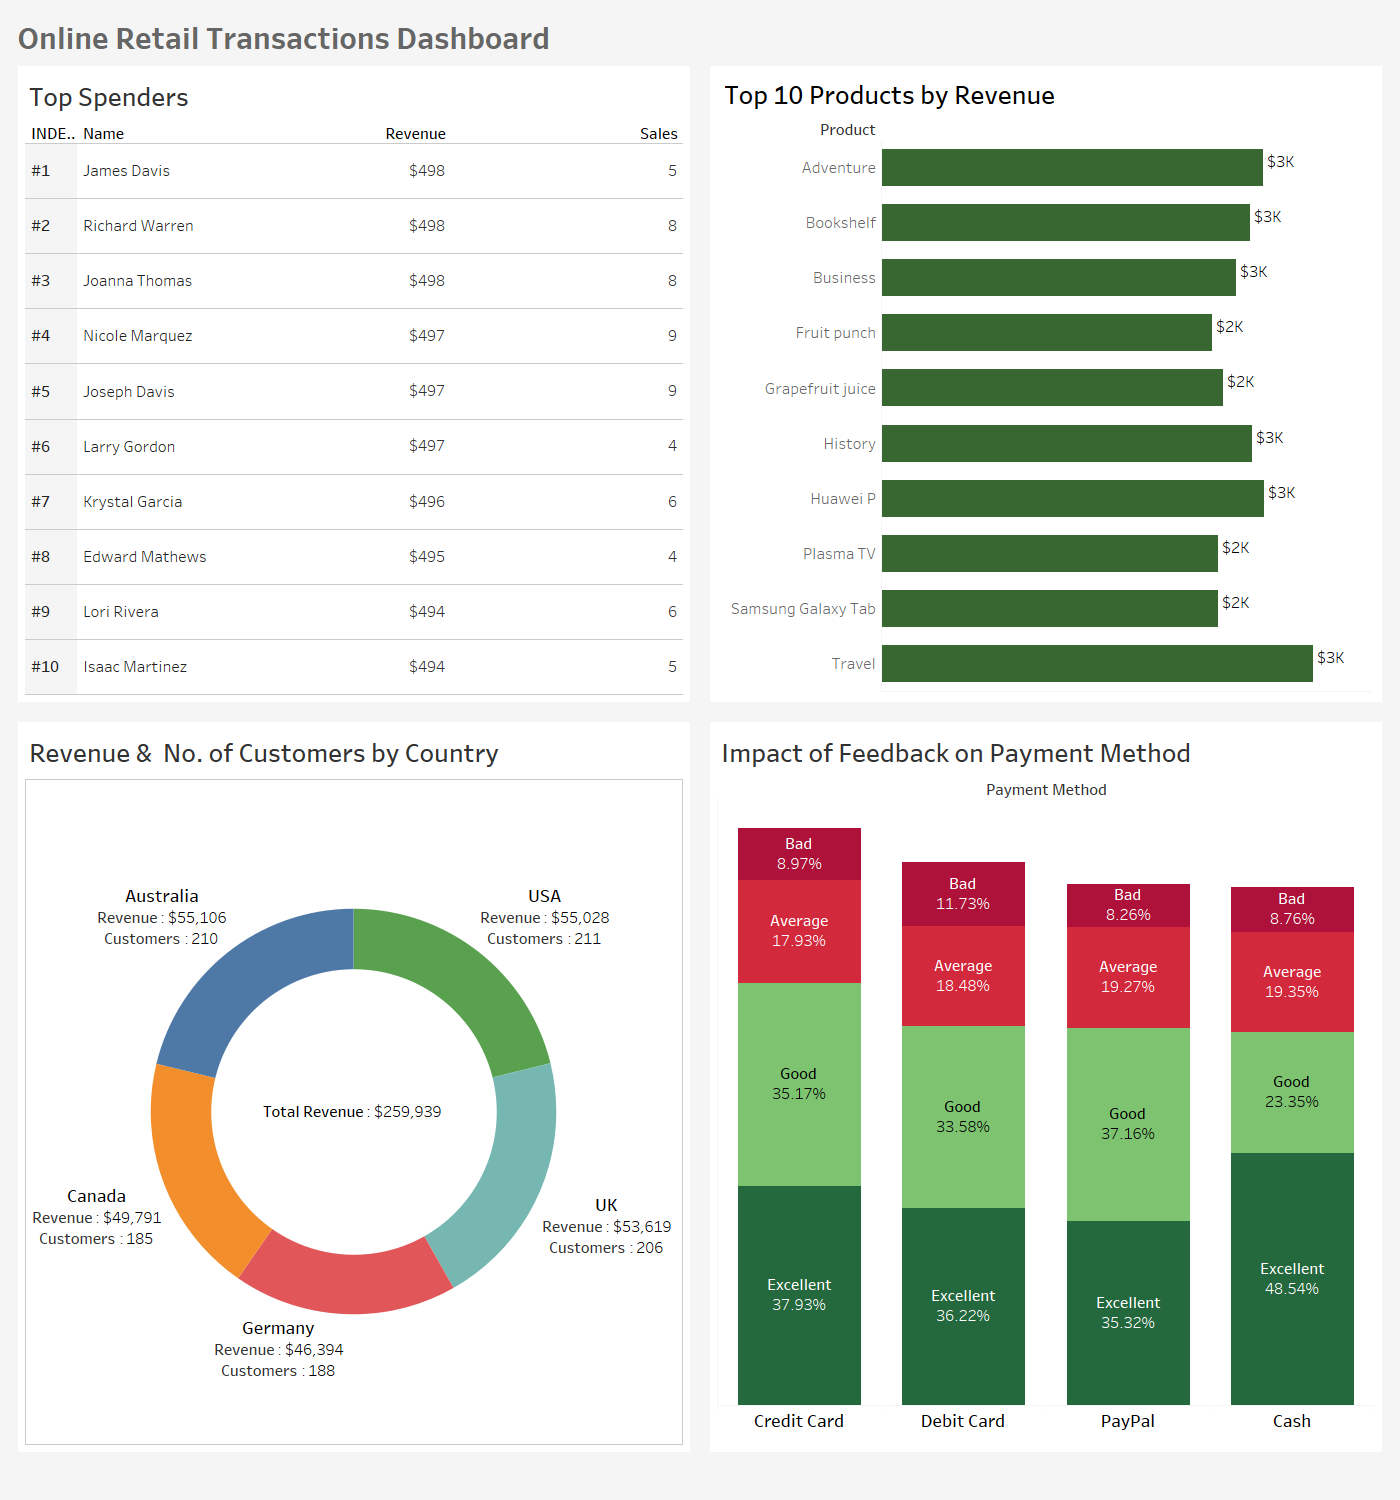 Online Retail Transactions Dashboard
Top Spenders
INDE.. Name Revenue Sales
#1 James Davis $498 5
#2 Richard Warren $498 8
#3 Joanna Thomas $498 8
#4 Nicole Marquez $497 9
#5 Joseph Davis $497 9
#6 Larry Gordon $497 4
#7 Krystal Garcia $496 6
#8 Edward Mathews $495 4
#9 Lori Rivera $494 6
#10 Isaac Martinez $494 5
Top 10 Products by Revenue
Product
Adventure $3K
Bookshelf $3K
Business $3K
Fruit punch $2K
Grapefruit juice $2K
History $3K
Huawei P $3K
Plasma TV $2K
Samsung Galaxy Tab $2K
Travel $3K
Revenue & No. of Customers by Country
Australia
Revenue : $55,106
Customers : 210
USA
Revenue : $55,028
Customers : 211
Total Revenue : $259,939
Canada
Revenue : $49,791
Customers : 185
UK
Revenue : $53,619
Customers : 206
Germany
Revenue : $46,394
Customers : 188
Impact of Feedback on Payment Method
Payment Method
Bad
8.97%
Average
17.93%
Good
35.17%
Excellent
37.93%
Credit Card
Bad
11.73%
Average
18.48%
Good
33.58%
Excellent
36.22%
Debit Card
Bad
8.26%
Average
19.27%
Good
37.16%
Excellent
35.32%
PayPal
Bad
8.76%
Average
19.35%
Good
23.35%
Excellent
48.54%
Cash